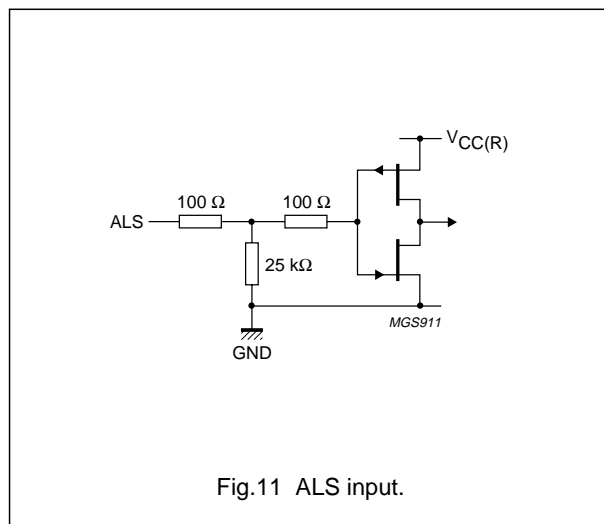 VCC(R)
100 Ω 100 Ω
ALS
25 kΩ
MGS911
GND
Fig.11 ALS input.